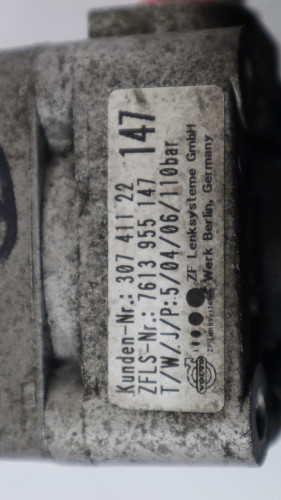 Kunden-Nr.: 307 411 22
ZFLS-Nr.: 7613 955 147
147
T/W/J/P:5/04/06/110bar
ZF Lenksysteme GmbH
Werk Berlin, Germany
VOLVO